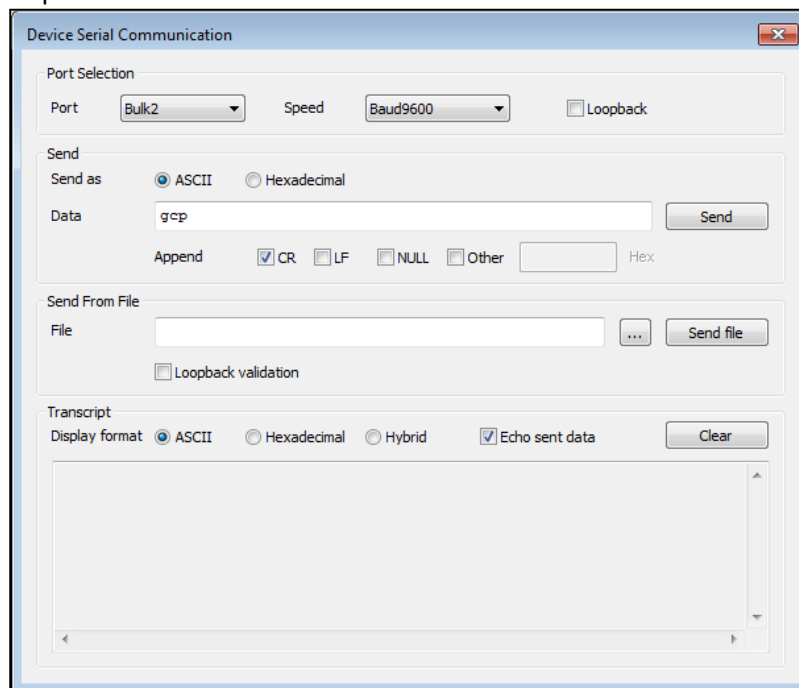 Device Serial Communication
Port Selection
Port Bulk2 Speed Baud9600 Loopback
Send
Send as ASCII Hexadecimal
Data gcp Send
Append CR LF NULL Other Hex
Send From File
File ... Send file
Loopback validation
Transcript
Display format ASCII Hexadecimal Hybrid Echo sent data Clear